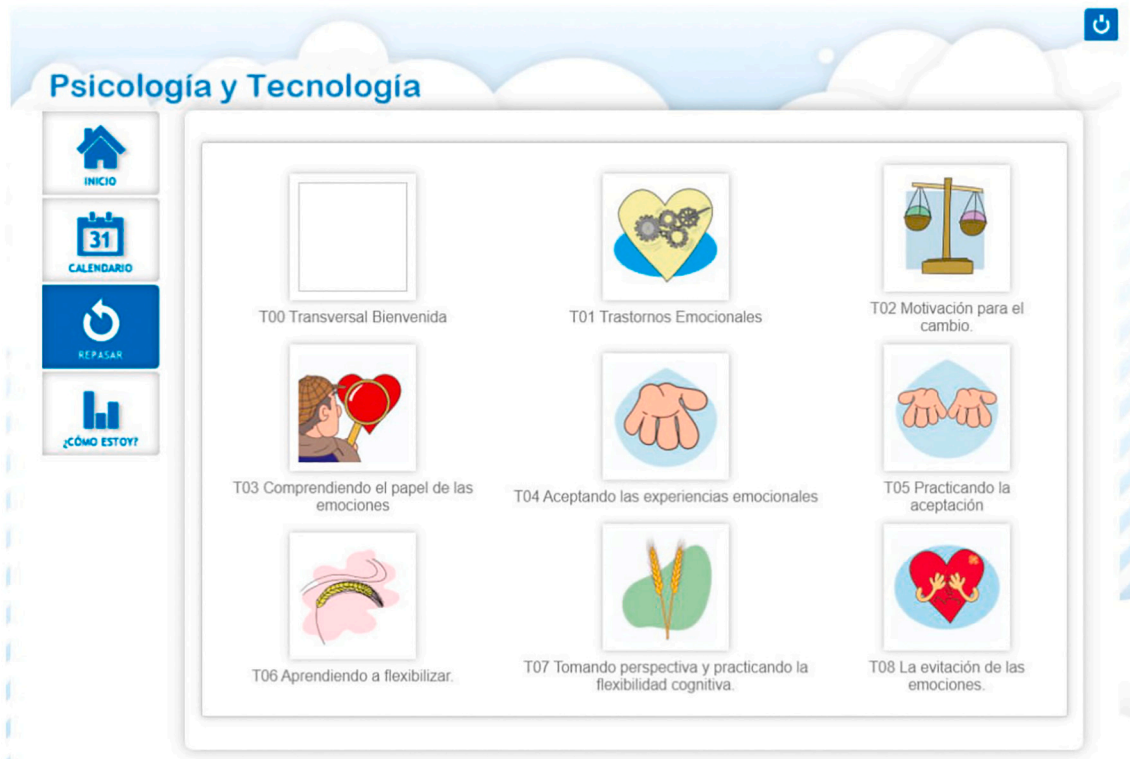 Psicología y Tecnología
INICIO
31
CALENDARIO
REPASAR
¿CÓMO ESTOY?
T00 Transversal Bienvenida
T01 Trastornos Emocionales
T02 Motivación para el
cambio.
T03 Comprendiendo el papel de las
emociones
T04 Aceptando las experiencias emocionales
T05 Practicando la
aceptación
T06 Aprendiendo a flexibilizar.
T07 Tomando perspectiva y practicando la
flexibilidad cognitiva.
T08 La evitación de las
emociones.